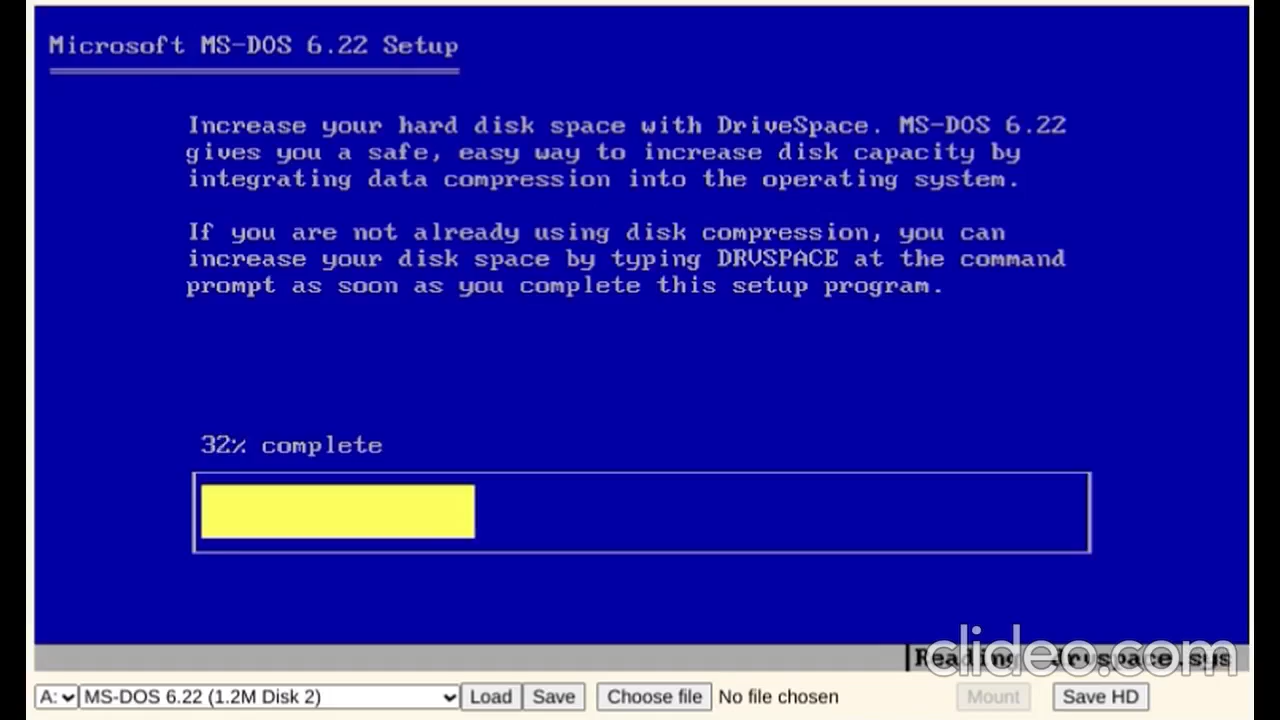 Microsoft MS-DOS 6.22 Setup
Increase your hard disk space with DriveSpace. MS-DOS 6.22
gives you a safe, easy way to increase disk capacity by
integrating data compression into the operating system.
If you are not already using disk compression, you can
increase your disk space by typing DRVSPACE at the command
prompt as soon as you complete this setup program.
32% complete
Reading drvspace.sys
clideo.com
A: MS-DOS 6.22 (1.2M Disk 2) Load Save Choose file No file chosen Mount Save HD